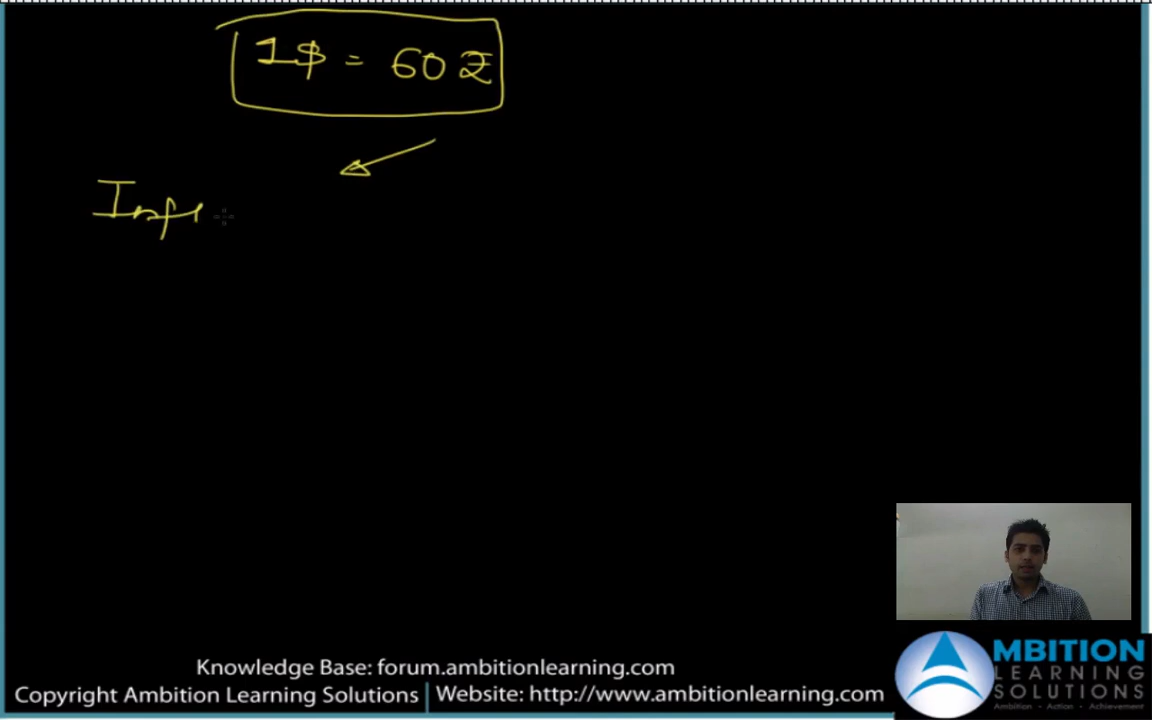 1$ = 60 ₹
Infl
Knowledge Base: forum.ambitionlearning.com
Copyright Ambition Learning Solutions | Website: http://www.ambitionlearning.com
MBITION
LEARNING
SOLUTIONS
Ambition - Action - Achievement